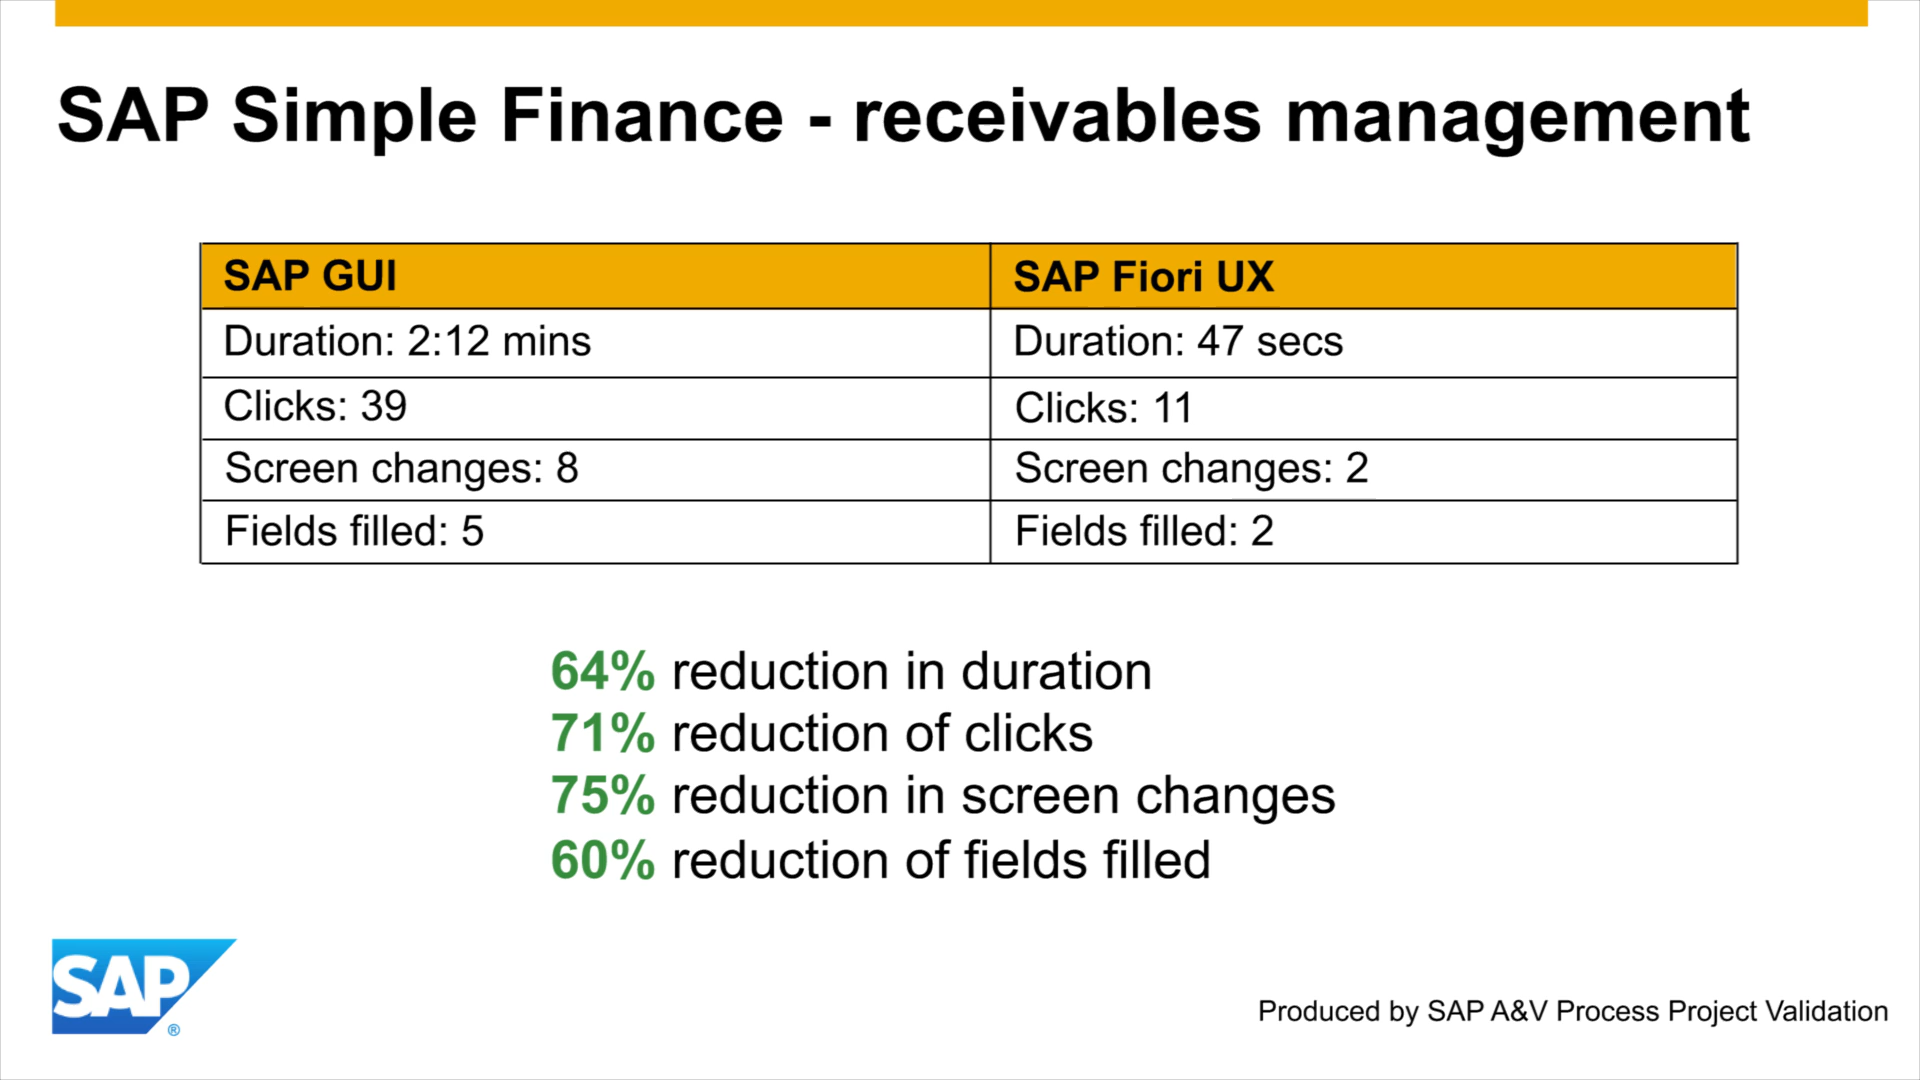 SAP Simple Finance - receivables management
SAP GUI
SAP Fiori UX
Duration: 2:12 mins
Duration: 47 secs
Clicks: 39
Clicks: 11
Screen changes: 8
Screen changes: 2
Fields filled: 5
Fields filled: 2
64% reduction in duration
71% reduction of clicks
75% reduction in screen changes
60% reduction of fields filled
SAP ®
Produced by SAP A&V Process Project Validation